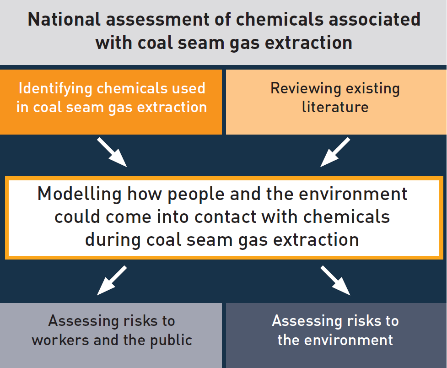 National assessment of chemicals associated
with coal seam gas extraction
Identifying chemicals used
in coal seam gas extraction
Reviewing existing
literature
Modelling how people and the environment
could come into contact with chemicals
during coal seam gas extraction
Assessing risks to
workers and the public
Assessing risks to
the environment